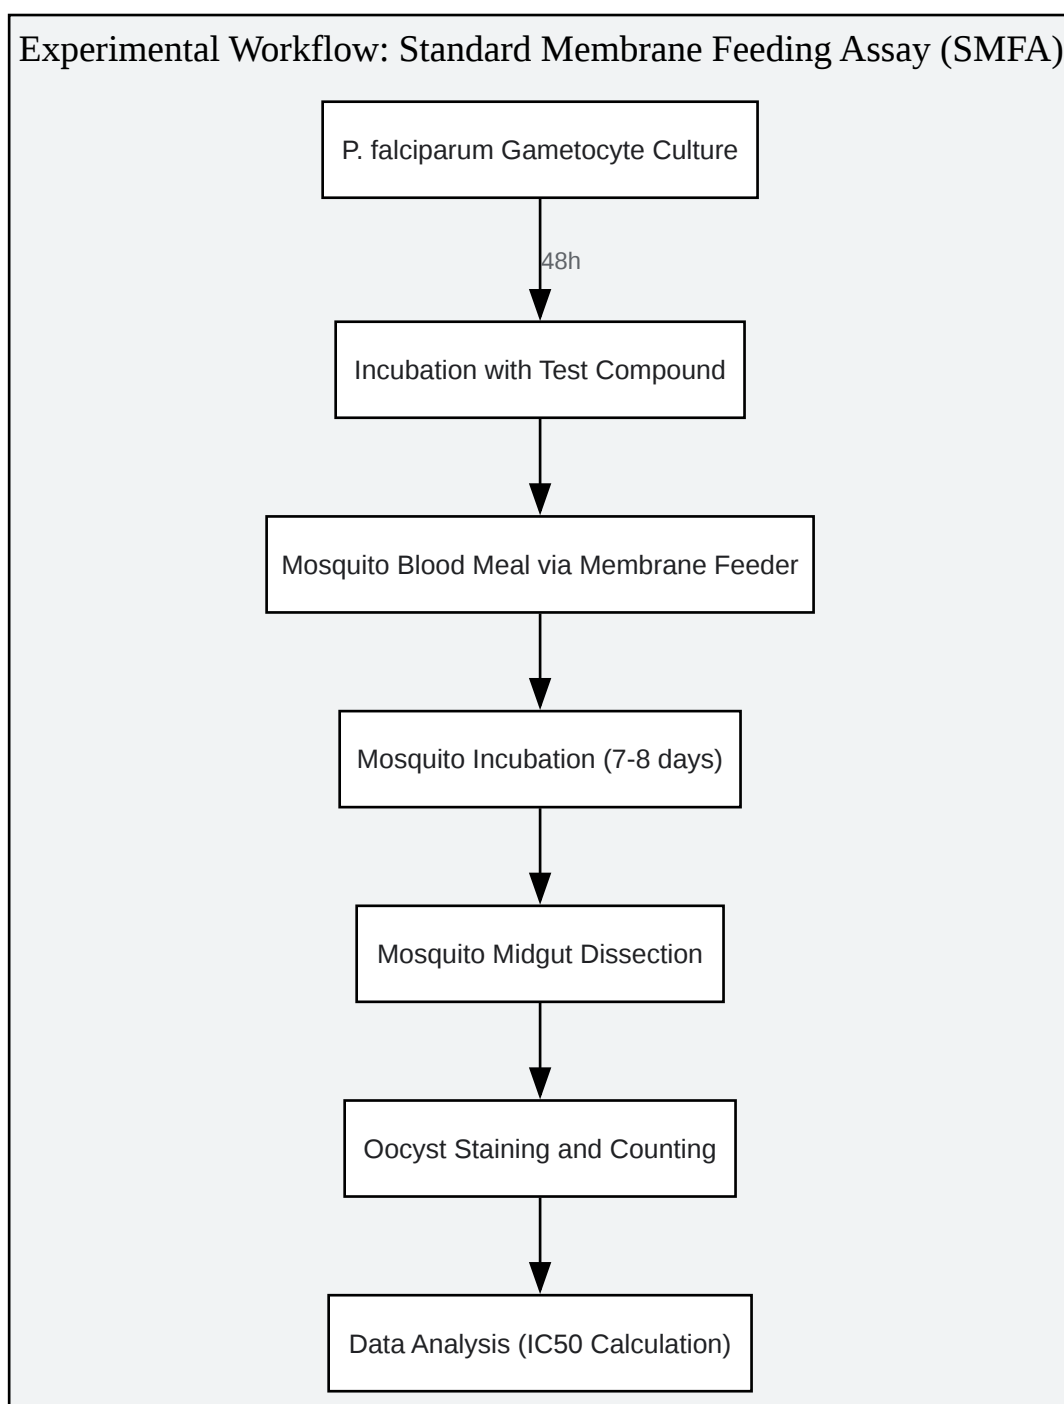 Experimental Workflow: Standard Membrane Feeding Assay (SMFA)
P. falciparum Gametocyte Culture
48h
Incubation with Test Compound
Mosquito Blood Meal via Membrane Feeder
Mosquito Incubation (7-8 days)
Mosquito Midgut Dissection
Oocyst Staining and Counting
Data Analysis (IC50 Calculation)